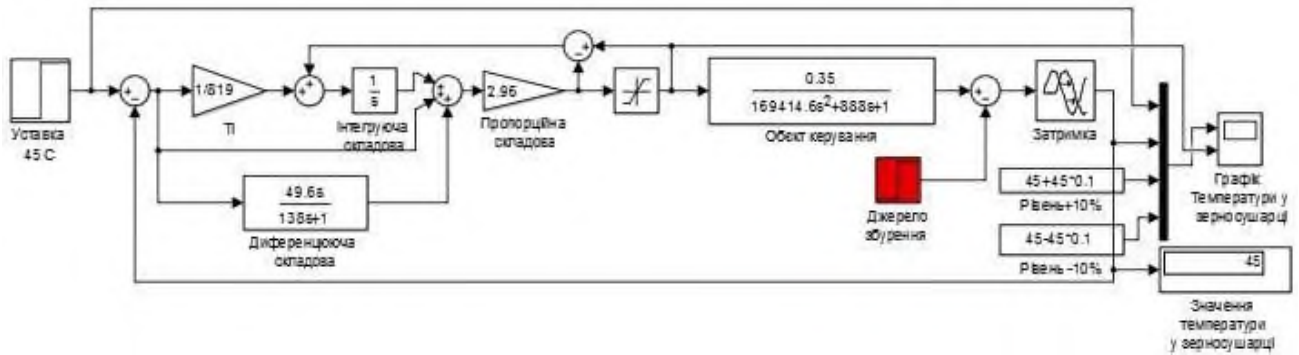 Уставка
45 C
1/819
TI
1
s
Інтегруюча
складова
2.96
Пропорційна
складова
49.6s
138s+1
Диференцююча
складова
0.35
169414.6s²+888s+1
Обєкт керування
Джерело
збурення
Затримка
45+45*0.1
Рівень+10%
45-45*0.1
Рівень -10%
Графік
Температури у
зерносушарці
45
Значення
температури
у зерносушарці